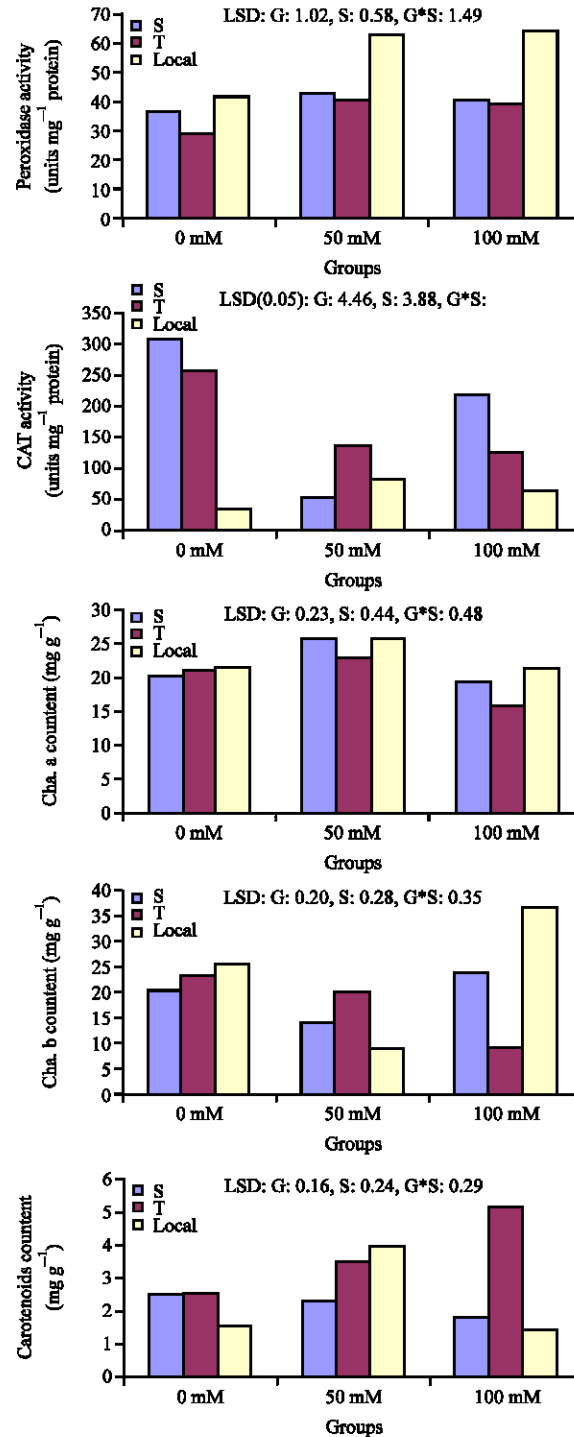 LSD: G: 1.02, S: 0.58, G*S: 1.49
S
T
Local
Peroxidase activity
(units mg⁻¹ protein)
70
60
50
40
30
20
10
0
0 mM
50 mM
100 mM
Groups
LSD(0.05): G: 4.46, S: 3.88, G*S:
S
T
Local
CAT activity
(units mg⁻¹ protein)
350
300
250
200
150
100
50
0
0 mM
50 mM
100 mM
Groups
LSD: G: 0.23, S: 0.44, G*S: 0.48
S
T
Local
Cha. a countent (mg g⁻¹)
30
25
20
15
10
5
0
0 mM
50 mM
100 mM
Groups
LSD: G: 0.20, S: 0.28, G*S: 0.35
S
T
Local
Cha. b countent (mg g⁻¹)
40
35
30
25
20
15
10
5
0
0 mM
50 mM
100 mM
Groups
LSD: G: 0.16, S: 0.24, G*S: 0.29
S
T
Local
Carotenoids countent
(mg g⁻¹)
6
5
4
3
2
1
0
0 mM
50 mM
100 mM
Groups